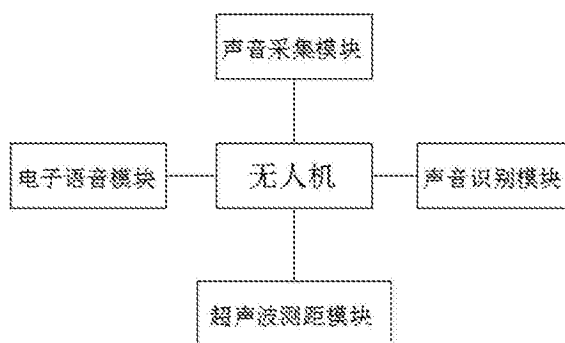 声音采集模块
电子语音模块
无人机
声音识别模块
超声波测距模块